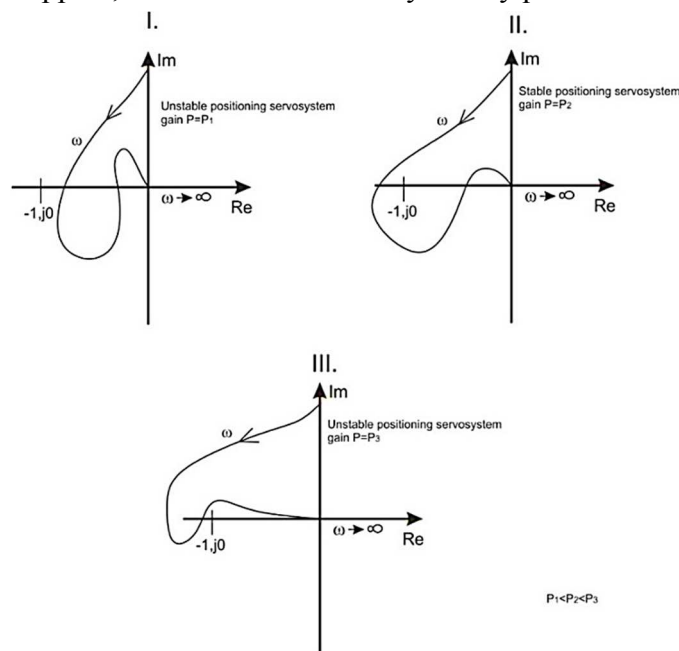 I.
Im
Unstable positioning servosystem
gain P=P₁
ω
-1,j0
ω→∞
Re
II.
Im
Stable positioning servosystem
gain P=P₂
ω
-1,j0
ω→∞
Re
III.
Im
Unstable positioning servosystem
gain P=P₃
ω
-1,j0
ω→∞
Re
P₁<P₂<P₃